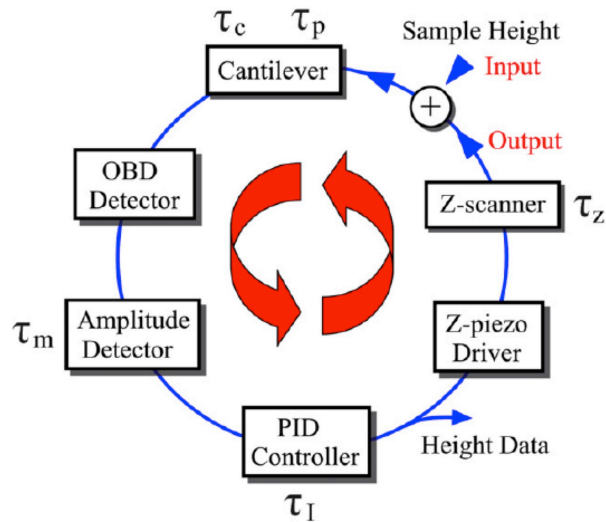 τc τp
Sample Height
Input
Cantilever
+
Output
OBD
Detector
Z-scanner
τz
τm
Amplitude
Detector
Z-piezo
Driver
PID
Controller
Height Data
τI